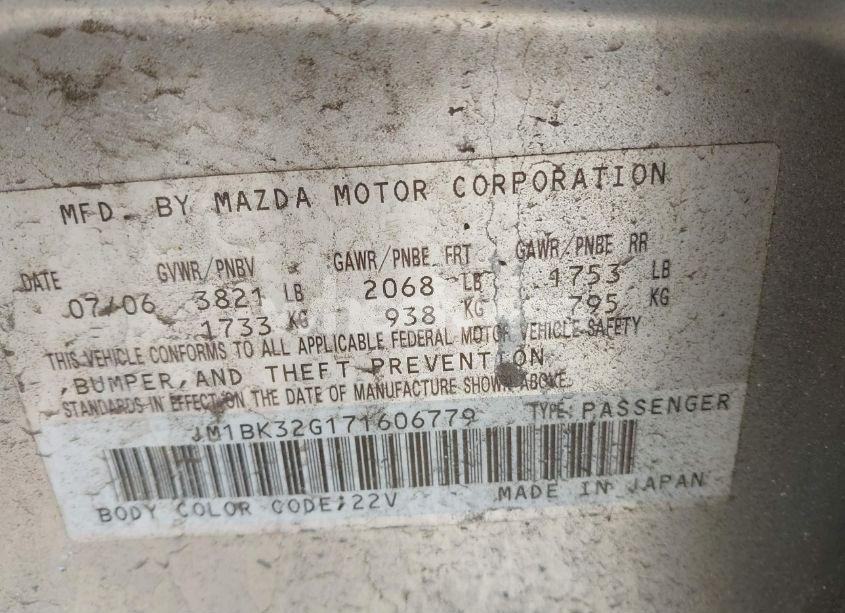 MFD. BY MAZDA MOTOR CORPORATION
DATE GVWR/PNBV GAWR/PNBE FRT GAWR/PNBE RR
07/06 3821 LB 2068 LB 1753 LB
1733 KG 938 KG 795 KG
THIS VEHICLE CONFORMS TO ALL APPLICABLE FEDERAL MOTOR VEHICLE SAFETY
,BUMPER,AND THEFT PREVENTION
STANDARDS IN EFFECT ON THE DATE OF MANUFACTURE SHOWN ABOVE.
JM1BK32G171606779 TYPE: PASSENGER
BODY COLOR CODE;22V MADE IN JAPAN